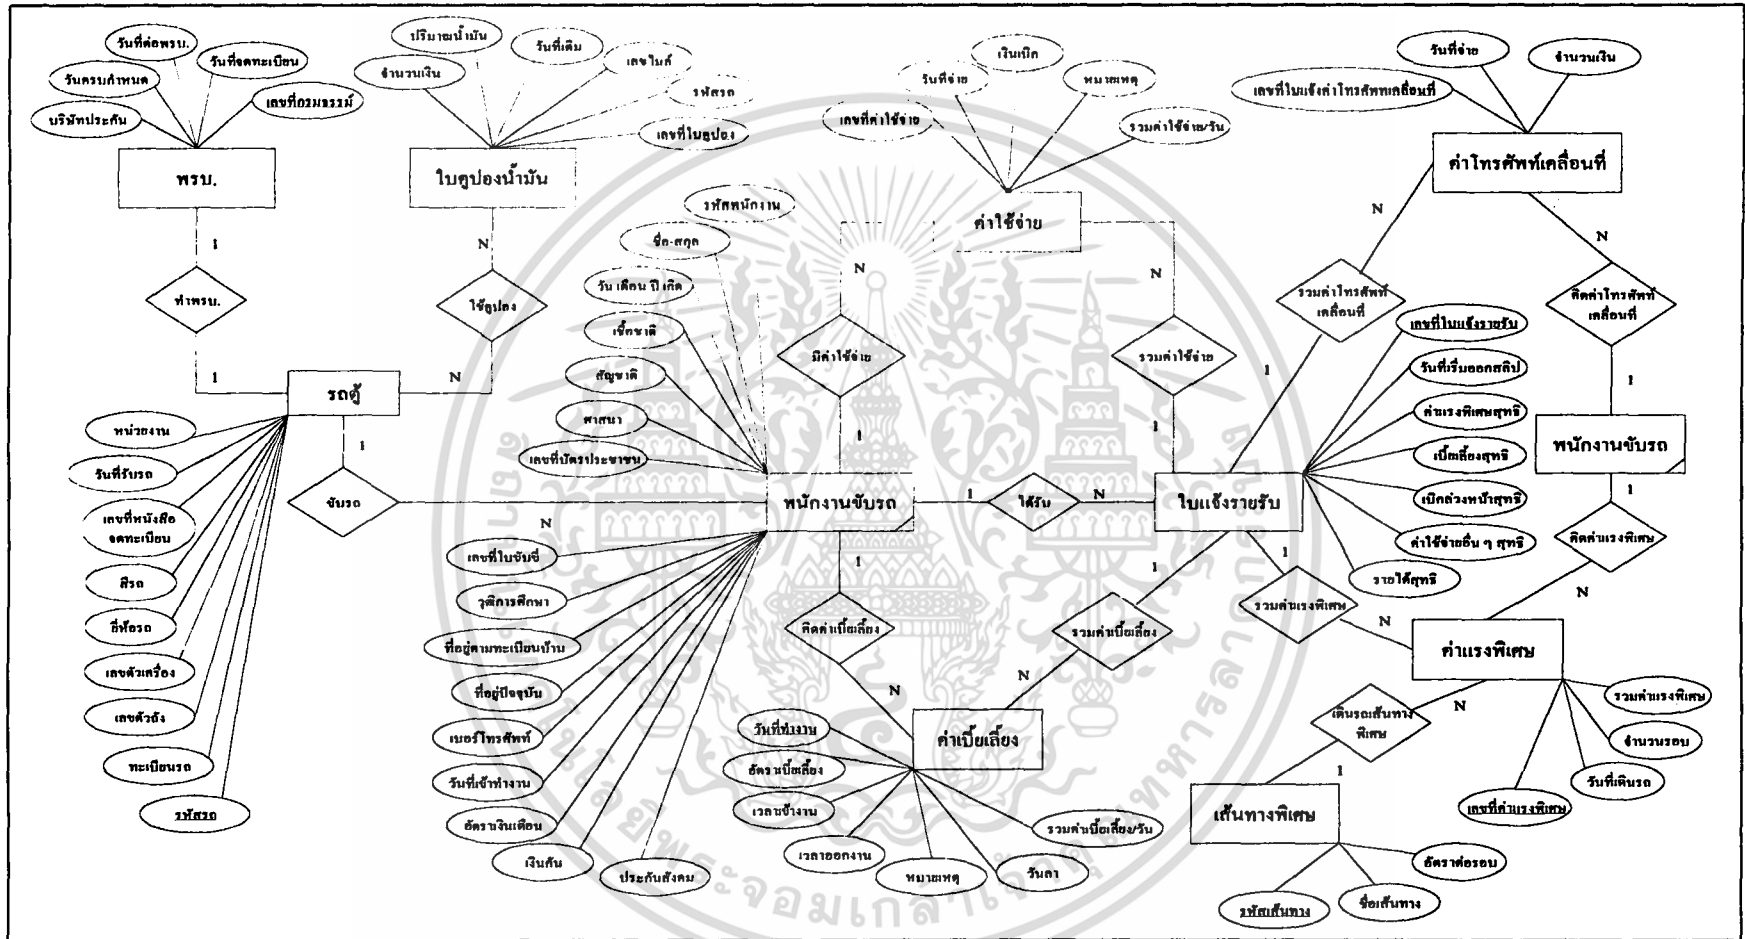 วันที่ต่อพรบ.
วันครบกำหนด
วันที่จดทะเบียน
บริษัทประกัน
เลขที่กรมธรรม์
พรบ.
ปริมาณน้ำมัน
จำนวนเงิน
วันที่เติม
เลขไมล์
รหัสรถ
เลขที่ใบคูปอง
ใบคูปองน้ำมัน
เงินเบิก
วันที่จ่าย
หมายเหตุ
เลขที่ค่าใช้จ่าย
รวมค่าใช้จ่าย/วัน
ค่าใช้จ่าย
วันที่จ่าย
จำนวนเงิน
เลขที่ใบแจ้งค่าโทรศัพท์เคลื่อนที่
ค่าโทรศัพท์เคลื่อนที่
1
N
N
N
N
N
ทำพรบ.
ใช้คูปอง
มีค่าใช้จ่าย
รวมค่าใช้จ่าย
รวมค่าโทรศัพท์
เคลื่อนที่
คิดค่าโทรศัพท์
เคลื่อนที่
1
N
1
1
1
1
รถตู้
หน่วยงาน
วันที่รับรถ
เลขที่หนังสือ
จดทะเบียน
สีรถ
ยี่ห้อรถ
เลขตัวเครื่อง
เลขตัวถัง
ทะเบียนรถ
รหัสรถ
1
ขับรถ
N
รหัสพนักงาน
ชื่อ-สกุล
วัน เดือน ปี เกิด
เชื้อชาติ
สัญชาติ
ศาสนา
เลขที่บัตรประชาชน
พนักงานขับรถ
เลขที่ใบขับขี่
วุฒิการศึกษา
ที่อยู่ตามทะเบียนบ้าน
ที่อยู่ปัจจุบัน
เบอร์โทรศัพท์
วันที่เข้าทำงาน
อัตราเงินเดือน
เงินค้ำ
ประกันสังคม
1
ได้รับ
N
ใบแจ้งรายรับ
เลขที่ใบแจ้งรายรับ
วันที่เริ่มออกสลิป
ค่าแรงพิเศษสุทธิ
เบี้ยเลี้ยงสุทธิ
เบิกล่วงหน้าสุทธิ
ค่าใช้จ่ายอื่น ๆ สุทธิ
รายได้สุทธิ
พนักงานขับรถ
1
คิดค่าแรงพิเศษ
N
1
คิดค่าเบี้ยเลี้ยง
N
1
รวมค่าเบี้ยเลี้ยง
N
1
รวมค่าแรงพิเศษ
N
ค่าแรงพิเศษ
รวมค่าแรงพิเศษ
จำนวนรอบ
วันที่เดินรถ
เลขที่ค่าแรงพิเศษ
N
เดินรถเส้นทาง
พิเศษ
1
เส้นทางพิเศษ
อัตราต่อรอบ
ชื่อเส้นทาง
รหัสเส้นทาง
ค่าเบี้ยเลี้ยง
วันที่ทำงาน
อัตราเบี้ยเลี้ยง
เวลาเข้างาน
เวลาออกงาน
หมายเหตุ
วันลา
รวมค่าเบี้ยเลี้ยง/วัน